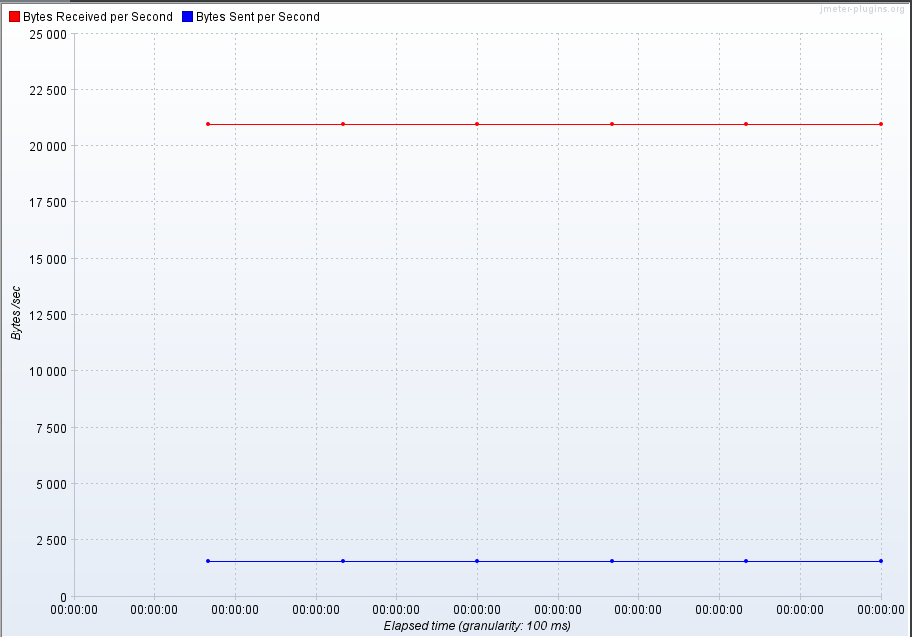 jmeter-plugins.org
Bytes Received per Second Bytes Sent per Second
25 000
22 500
20 000
17 500
15 000
12 500
10 000
7 500
5 000
2 500
0
Bytes /sec
00:00:00 00:00:00 00:00:00 00:00:00 00:00:00 00:00:00 00:00:00 00:00:00 00:00:00 00:00:00 00:00:00
Elapsed time (granularity: 100 ms)